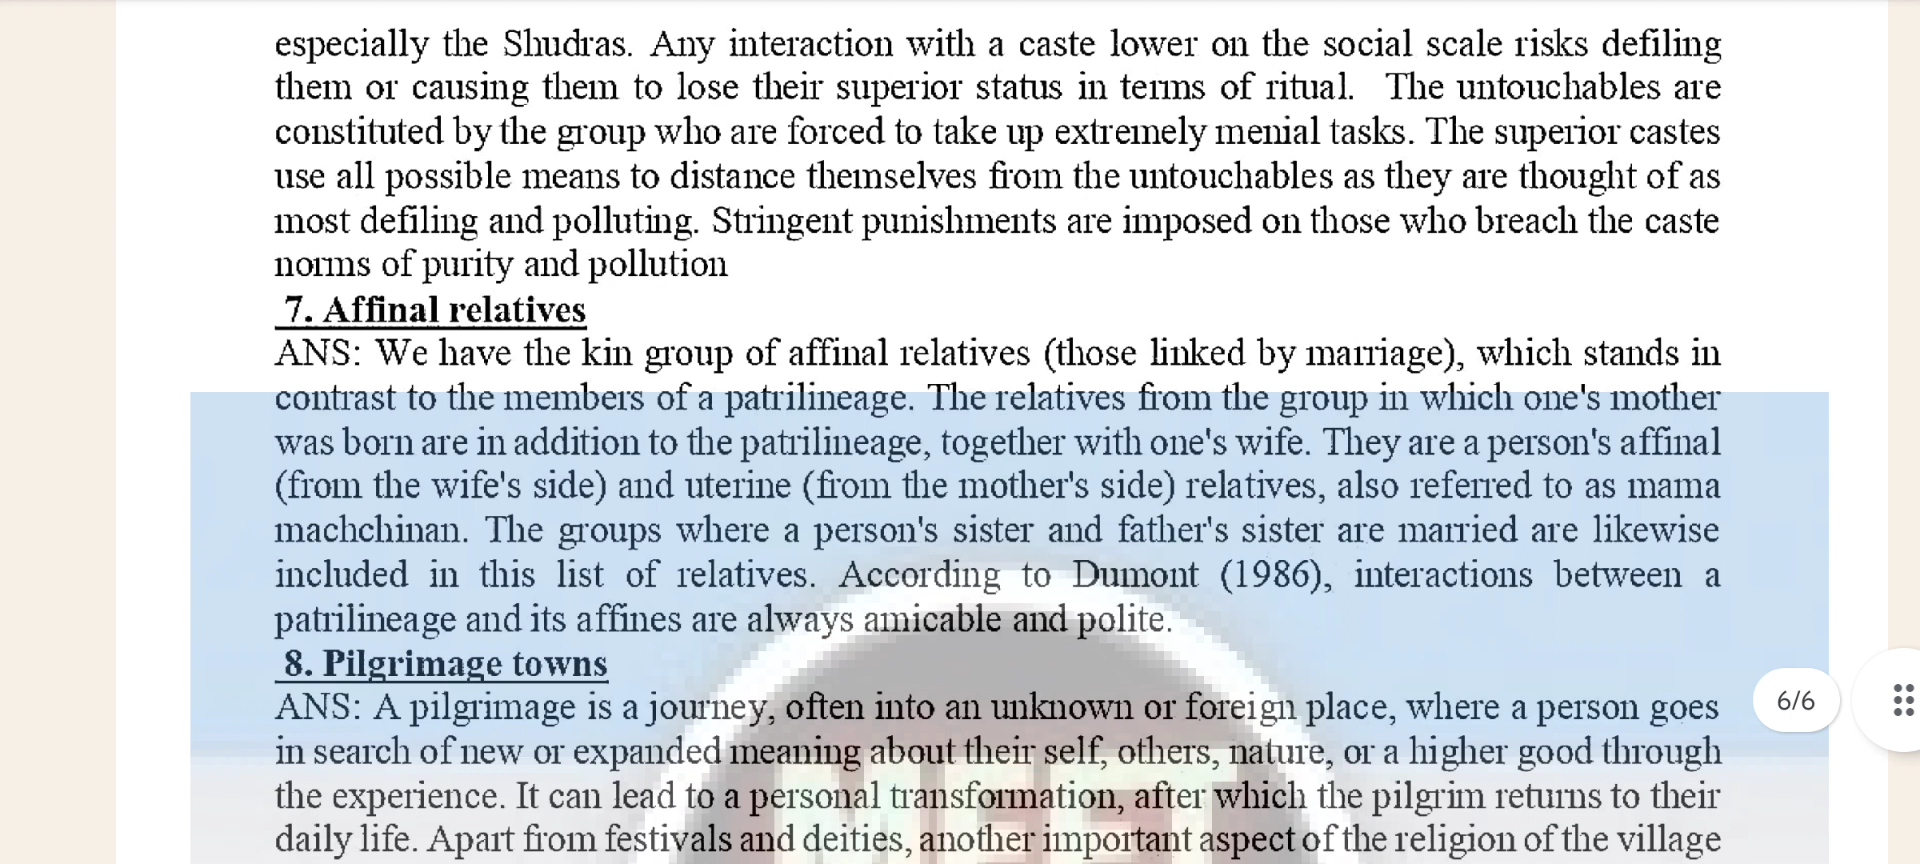 especially the Shudras. Any interaction with a caste lower on the social scale risks defiling
them or causing them to lose their superior status in terms of ritual. The untouchables are
constituted by the group who are forced to take up extremely menial tasks. The superior castes
use all possible means to distance themselves from the untouchables as they are thought of as
most defiling and polluting. Stringent punishments are imposed on those who breach the caste
norms of purity and pollution
7. Affinal relatives
ANS: We have the kin group of affinal relatives (those linked by marriage), which stands in
contrast to the members of a patrilineage. The relatives from the group in which one's mother
was born are in addition to the patrilineage, together with one's wife. They are a person's affinal
(from the wife's side) and uterine (from the mother's side) relatives, also referred to as mama
machchinan. The groups where a person's sister and father's sister are married are likewise
included in this list of relatives. According to Dumont (1986), interactions between a
patrilineage and its affines are always amicable and polite.
8. Pilgrimage towns
ANS: A pilgrimage is a journey, often into an unknown or foreign place, where a person goes
in search of new or expanded meaning about their self, others, nature, or a higher good through
the experience. It can lead to a personal transformation, after which the pilgrim returns to their
daily life. Apart from festivals and deities, another important aspect of the religion of the village
6/6